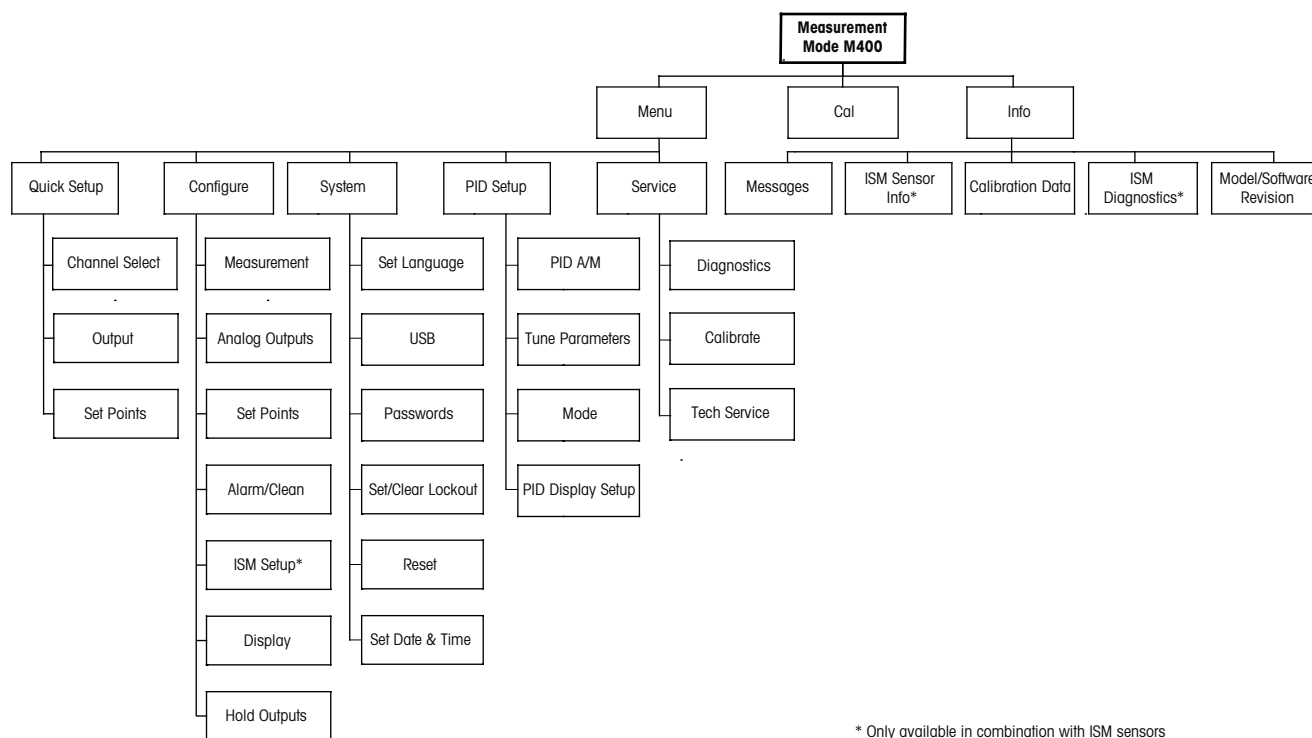 Measurement
Mode M400
Menu
Cal
Info
Quick Setup
Configure
System
PID Setup
Service
Messages
ISM Sensor
Info*
Calibration Data
ISM
Diagnostics*
Model/Software
Revision
Channel Select
Output
Set Points
Measurement
Analog Outputs
Set Points
Alarm/Clean
ISM Setup*
Display
Hold Outputs
Set Language
USB
Passwords
Set/Clear Lockout
Reset
Set Date & Time
PID A/M
Tune Parameters
Mode
PID Display Setup
Diagnostics
Calibrate
Tech Service
* Only available in combination with ISM sensors